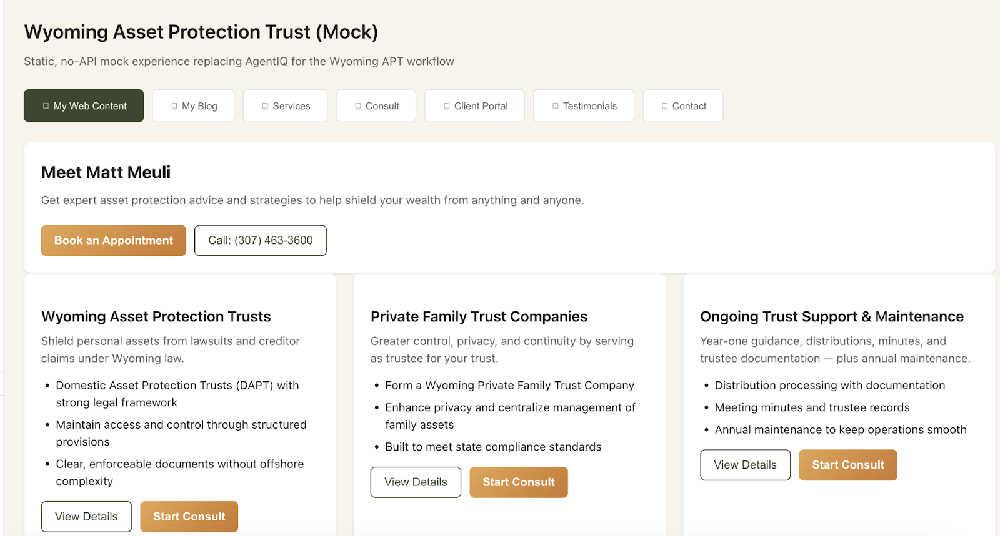 Wyoming Asset Protection Trust (Mock)
Static, no-API mock experience replacing AgentIQ for the Wyoming APT workflow
My Web Content
My Blog
Services
Consult
Client Portal
Testimonials
Contact
Meet Matt Meuli
Get expert asset protection advice and strategies to help shield your wealth from anything and anyone.
Book an Appointment
Call: (307) 463-3600
Wyoming Asset Protection Trusts
Shield personal assets from lawsuits and creditor
claims under Wyoming law.
• Domestic Asset Protection Trusts (DAPT) with
strong legal framework
• Maintain access and control through structured
provisions
• Clear, enforceable documents without offshore
complexity
View Details
Start Consult
Private Family Trust Companies
Greater control, privacy, and continuity by serving
as trustee for your trust.
• Form a Wyoming Private Family Trust Company
• Enhance privacy and centralize management of
family assets
• Built to meet state compliance standards
View Details
Start Consult
Ongoing Trust Support & Maintenance
Year-one guidance, distributions, minutes, and
trustee documentation — plus annual maintenance.
• Distribution processing with documentation
• Meeting minutes and trustee records
• Annual maintenance to keep operations smooth
View Details
Start Consult